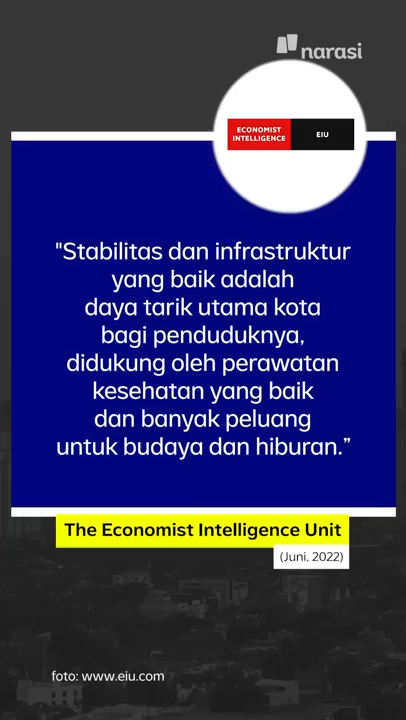 narasi
ECONOMIST
INTELLIGENCE
EIU
"Stabilitas dan infrastruktur
yang baik adalah
daya tarik utama kota
bagi penduduknya,
didukung oleh perawatan
kesehatan yang baik
dan banyak peluang
untuk budaya dan hiburan.”
The Economist Intelligence Unit
(Juni, 2022)
foto: www.eiu.com